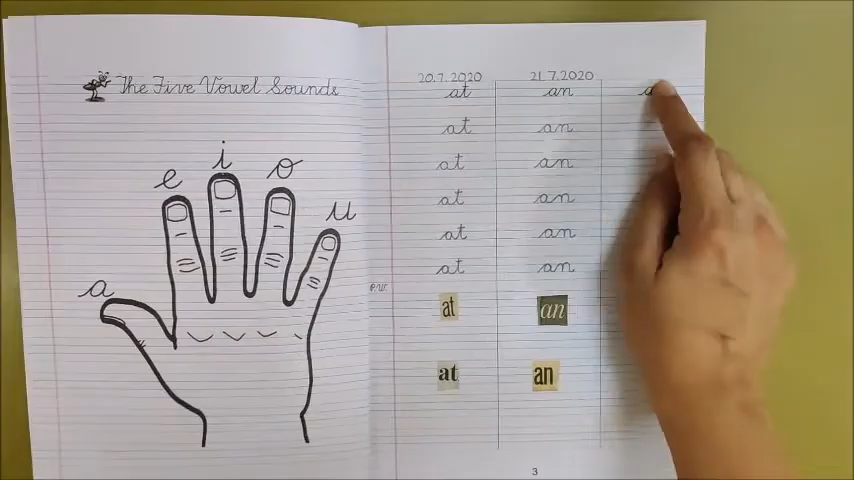 The Five Vowel Sounds
a
e
i
o
u
20.7.2020 21.7.2020
at an a
at an
at an
at an
at an
at an
P.W.
at an
at an
3